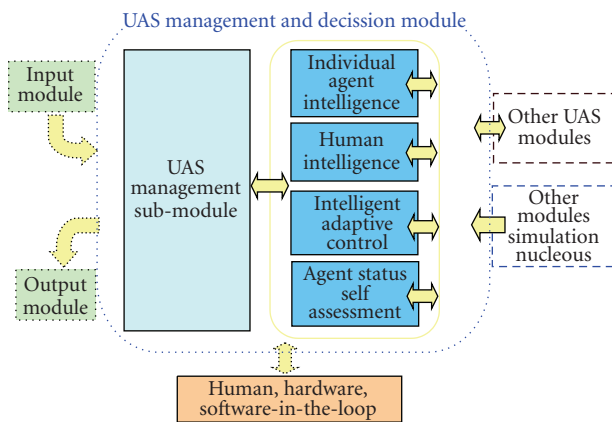 UAS management and decission module
Input
module
Output
module
UAS
management
sub-module
Individual
agent
intelligence
Human
intelligence
Intelligent
adaptive
control
Agent status
self
assessment
Other UAS
modules
Other
modules
simulation
nucleous
Human, hardware,
software-in-the-loop